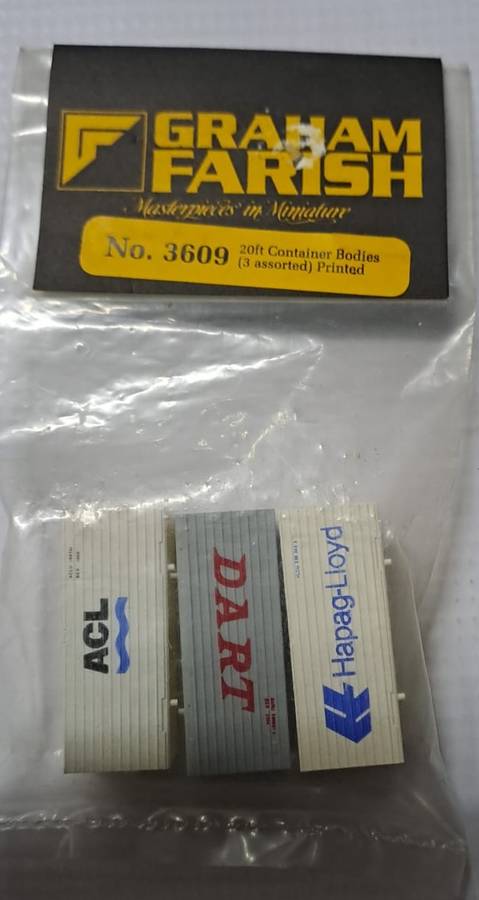 GRAHAM
FARISH
Masterpieces in Miniature
No. 3609
20ft Container Bodies
(3 assorted) Printed
ACL
DART
Hapag-Lloyd